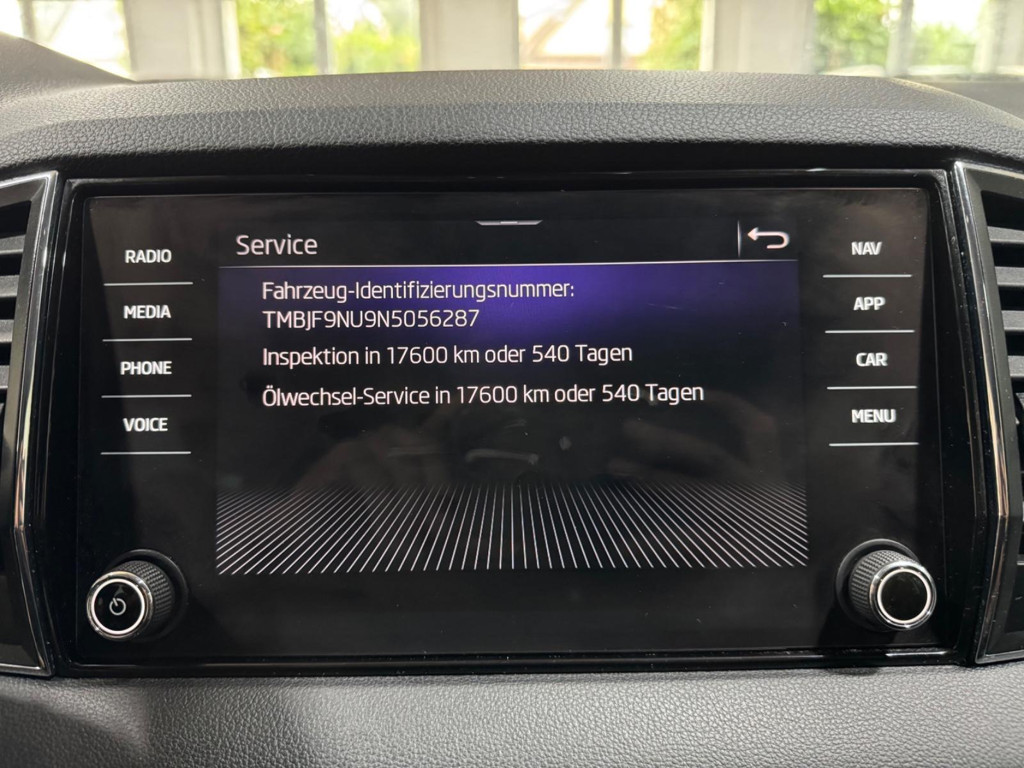 Service
Fahrzeug-Identifizierungsnummer:
TMBJF9NU9N5056287
Inspektion in 17600 km oder 540 Tagen
Ölwechsel-Service in 17600 km oder 540 Tagen
RADIO
MEDIA
PHONE
VOICE
NAV
APP
CAR
MENU